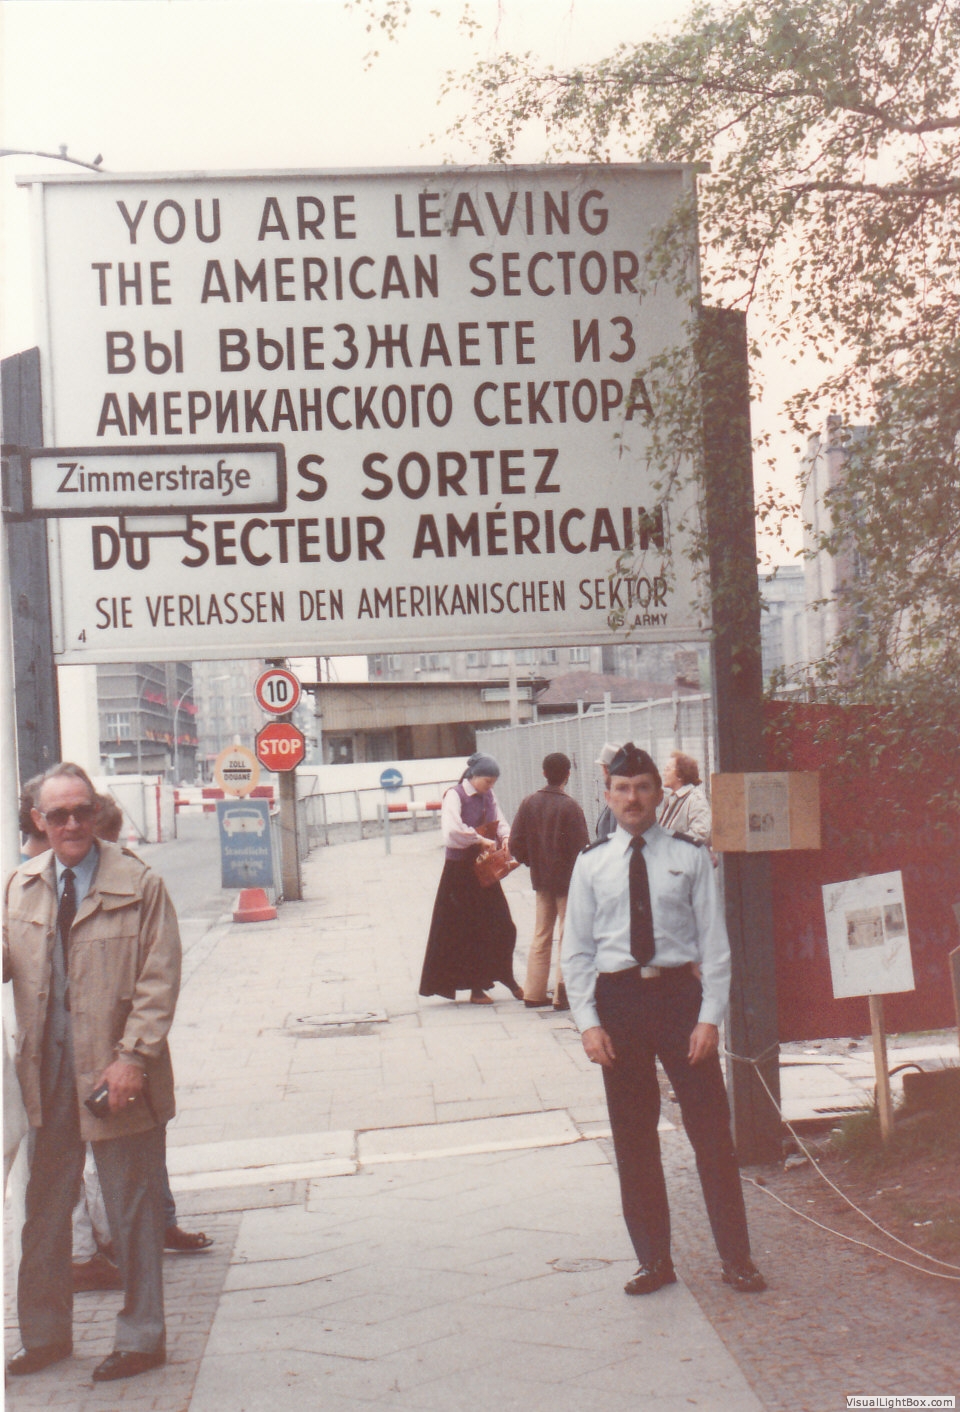 YOU ARE LEAVING
THE AMERICAN SECTOR
ВЫ ВЫЕЗЖАЕТЕ ИЗ
АМЕРИКАНСКОГО СЕКТОРА
S SORTEZ
DU SECTEUR AMÉRICAIN
SIE VERLASSEN DEN AMERIKANISCHEN SEKTOR
4
US ARMY
Zimmerstraße
10
STOP
ZOLL
DOUANE
parking
VisualLightBox.com